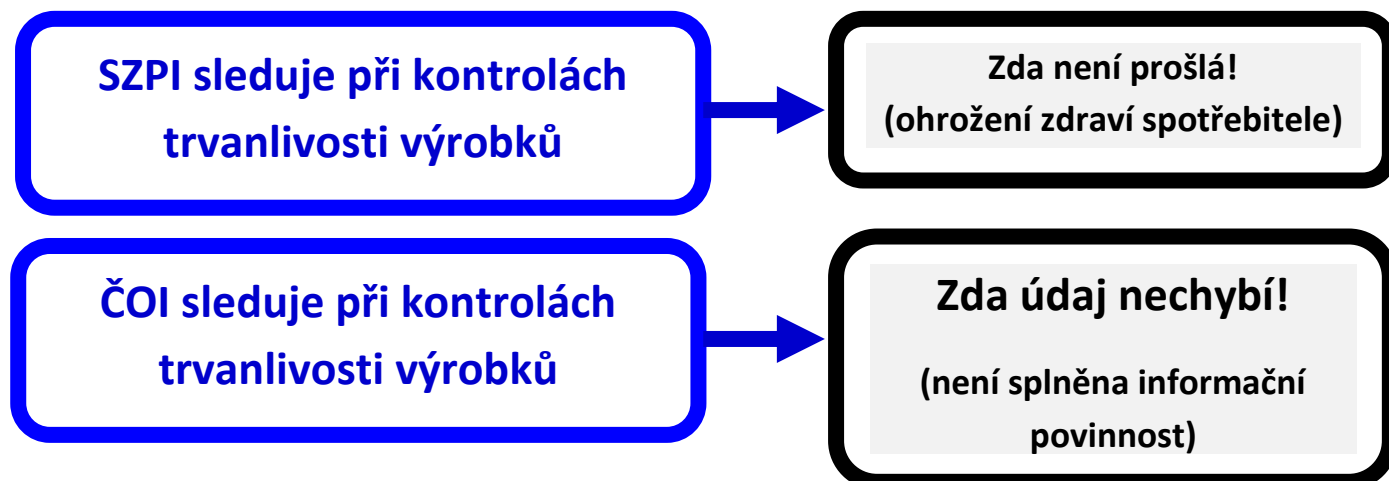 SZPI sleduje při kontrolách
trvanlivosti výrobků
Zda není prošlá!
(ohrožení zdraví spotřebitele)
ČOI sleduje při kontrolách
trvanlivosti výrobků
Zda údaj nechybí!
(není splněna informační
povinnost)